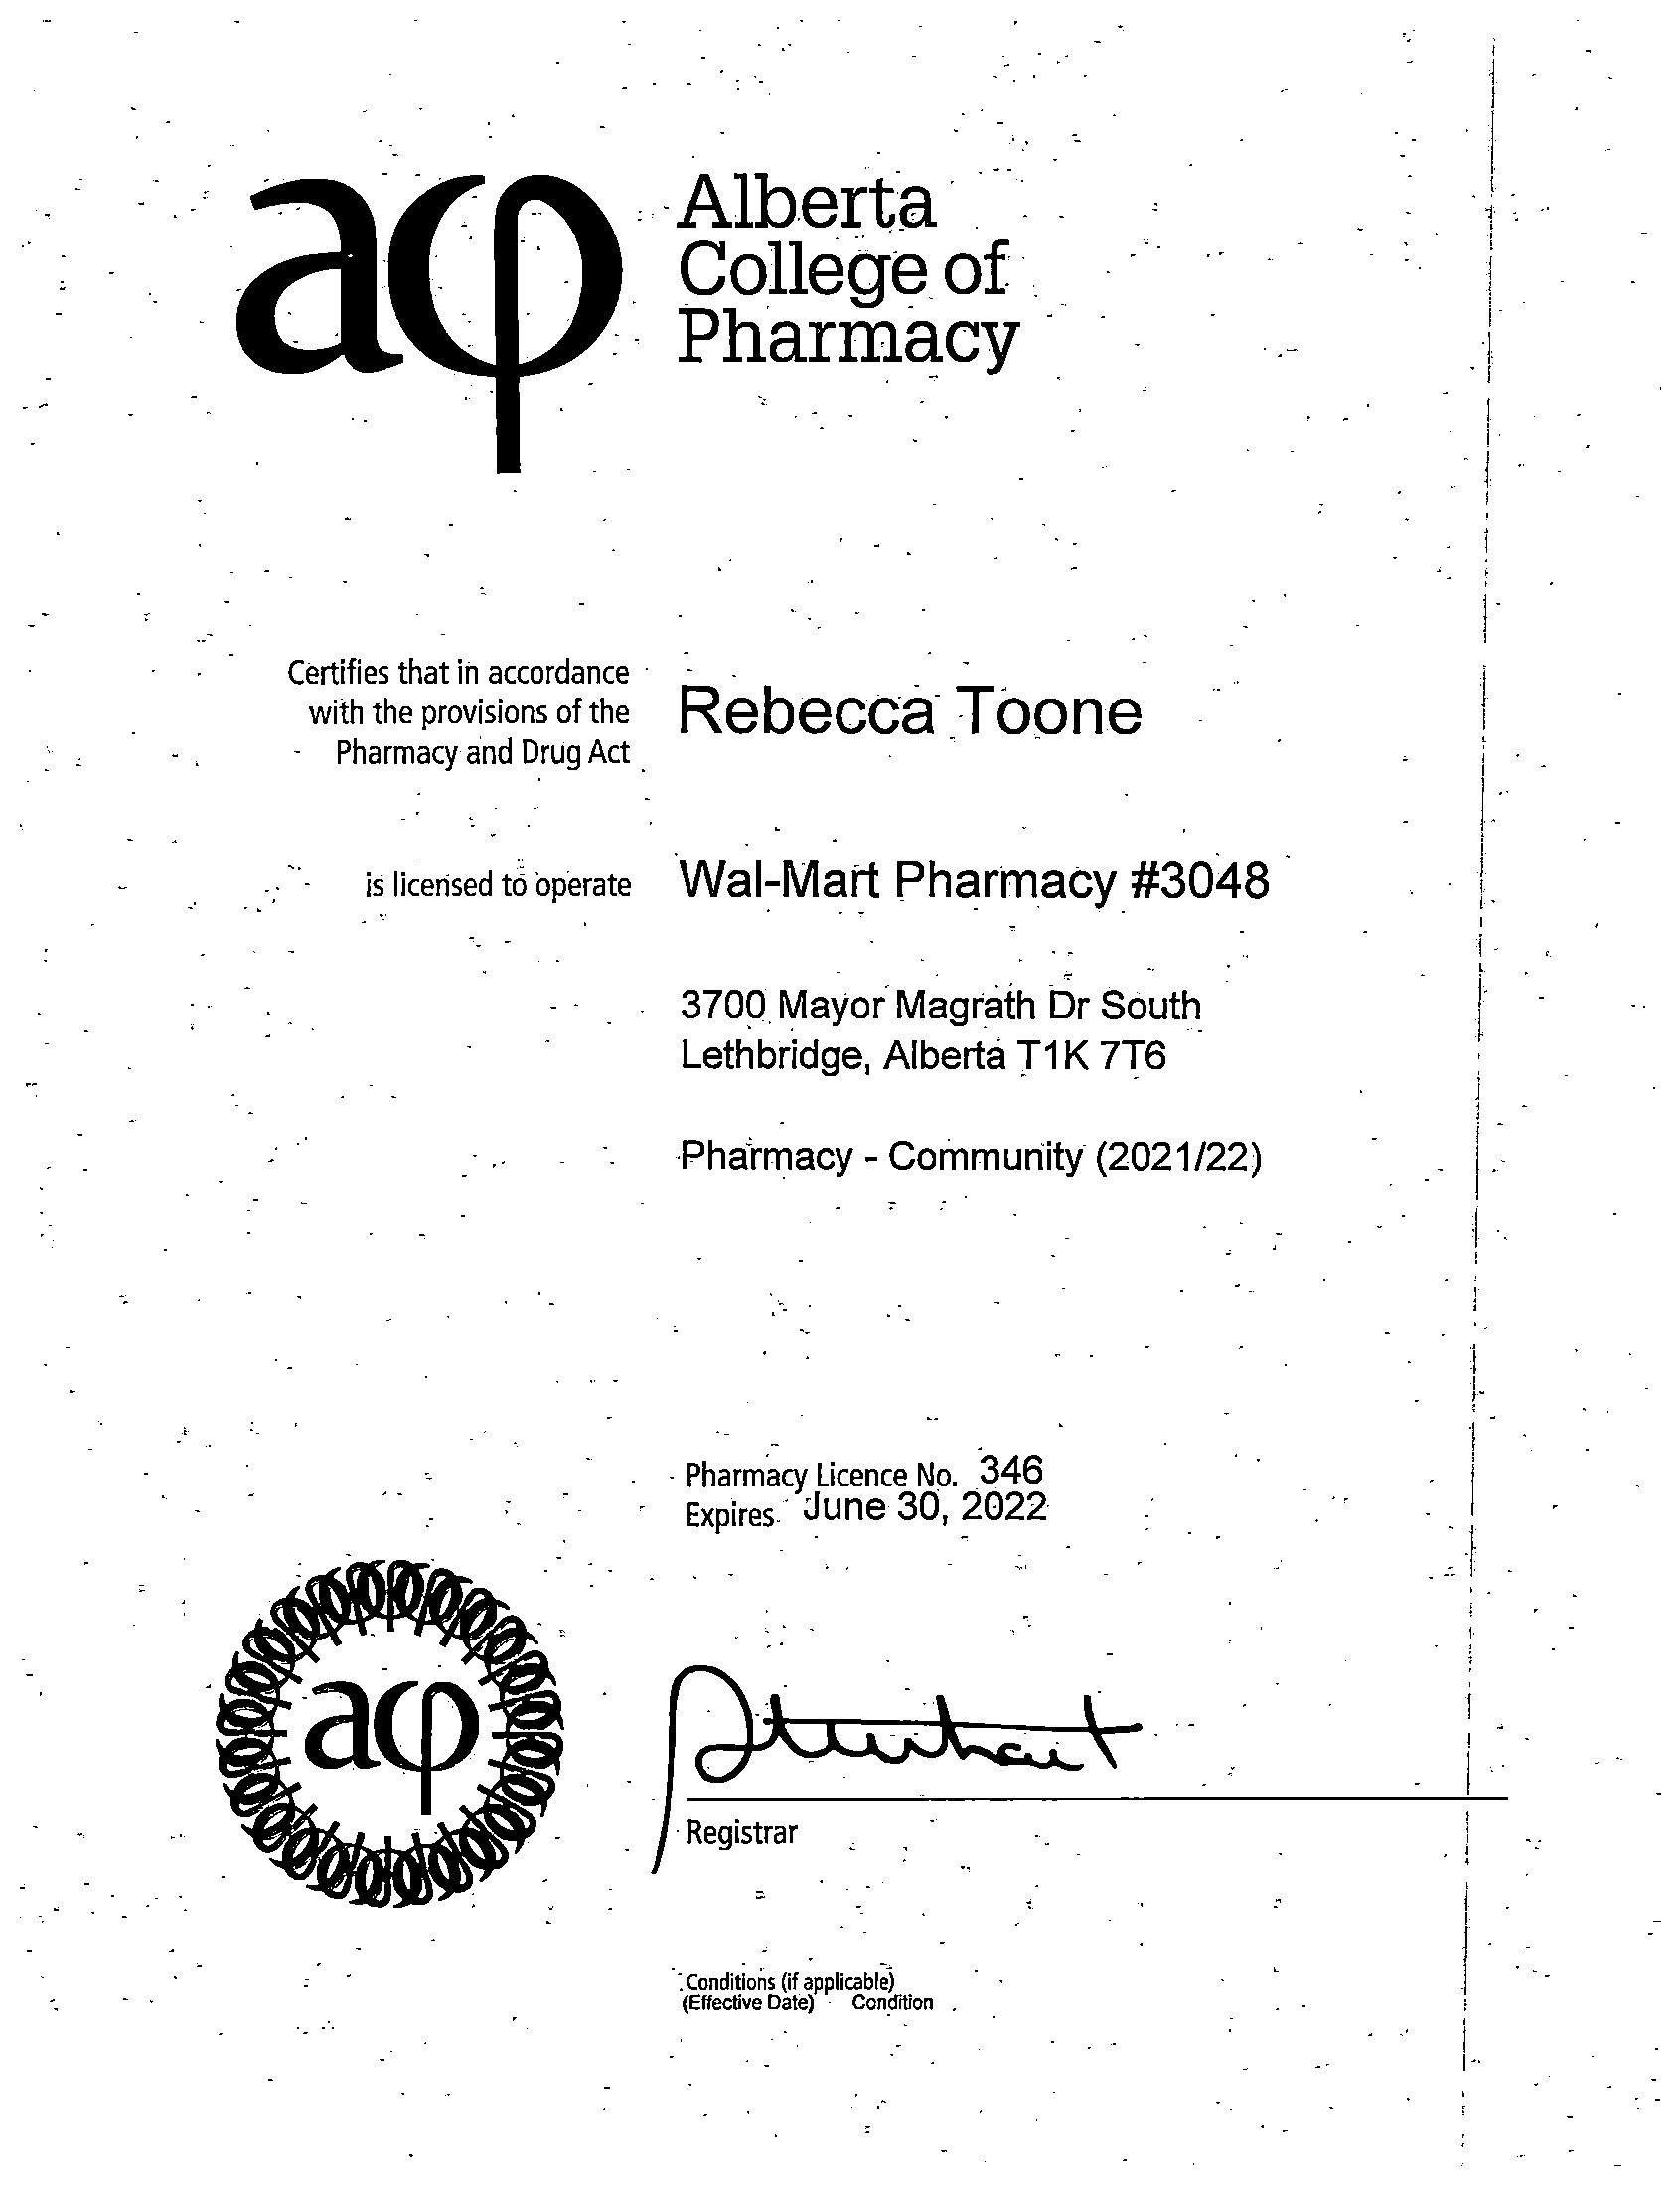 acp
Alberta
College of
Pharmacy
Certifies that in accordance
with the provisions of the
Pharmacy and Drug Act
Rebecca Toone
is licensed to operate
Wal-Mart Pharmacy #3048
3700 Mayor Magrath Dr South
Lethbridge, Alberta T1K 7T6
Pharmacy - Community (2021/22)
Pharmacy Licence No. 346
Expires June 30, 2022
acp
Registrar
Conditions (if applicable)
(Effective Date) Condition